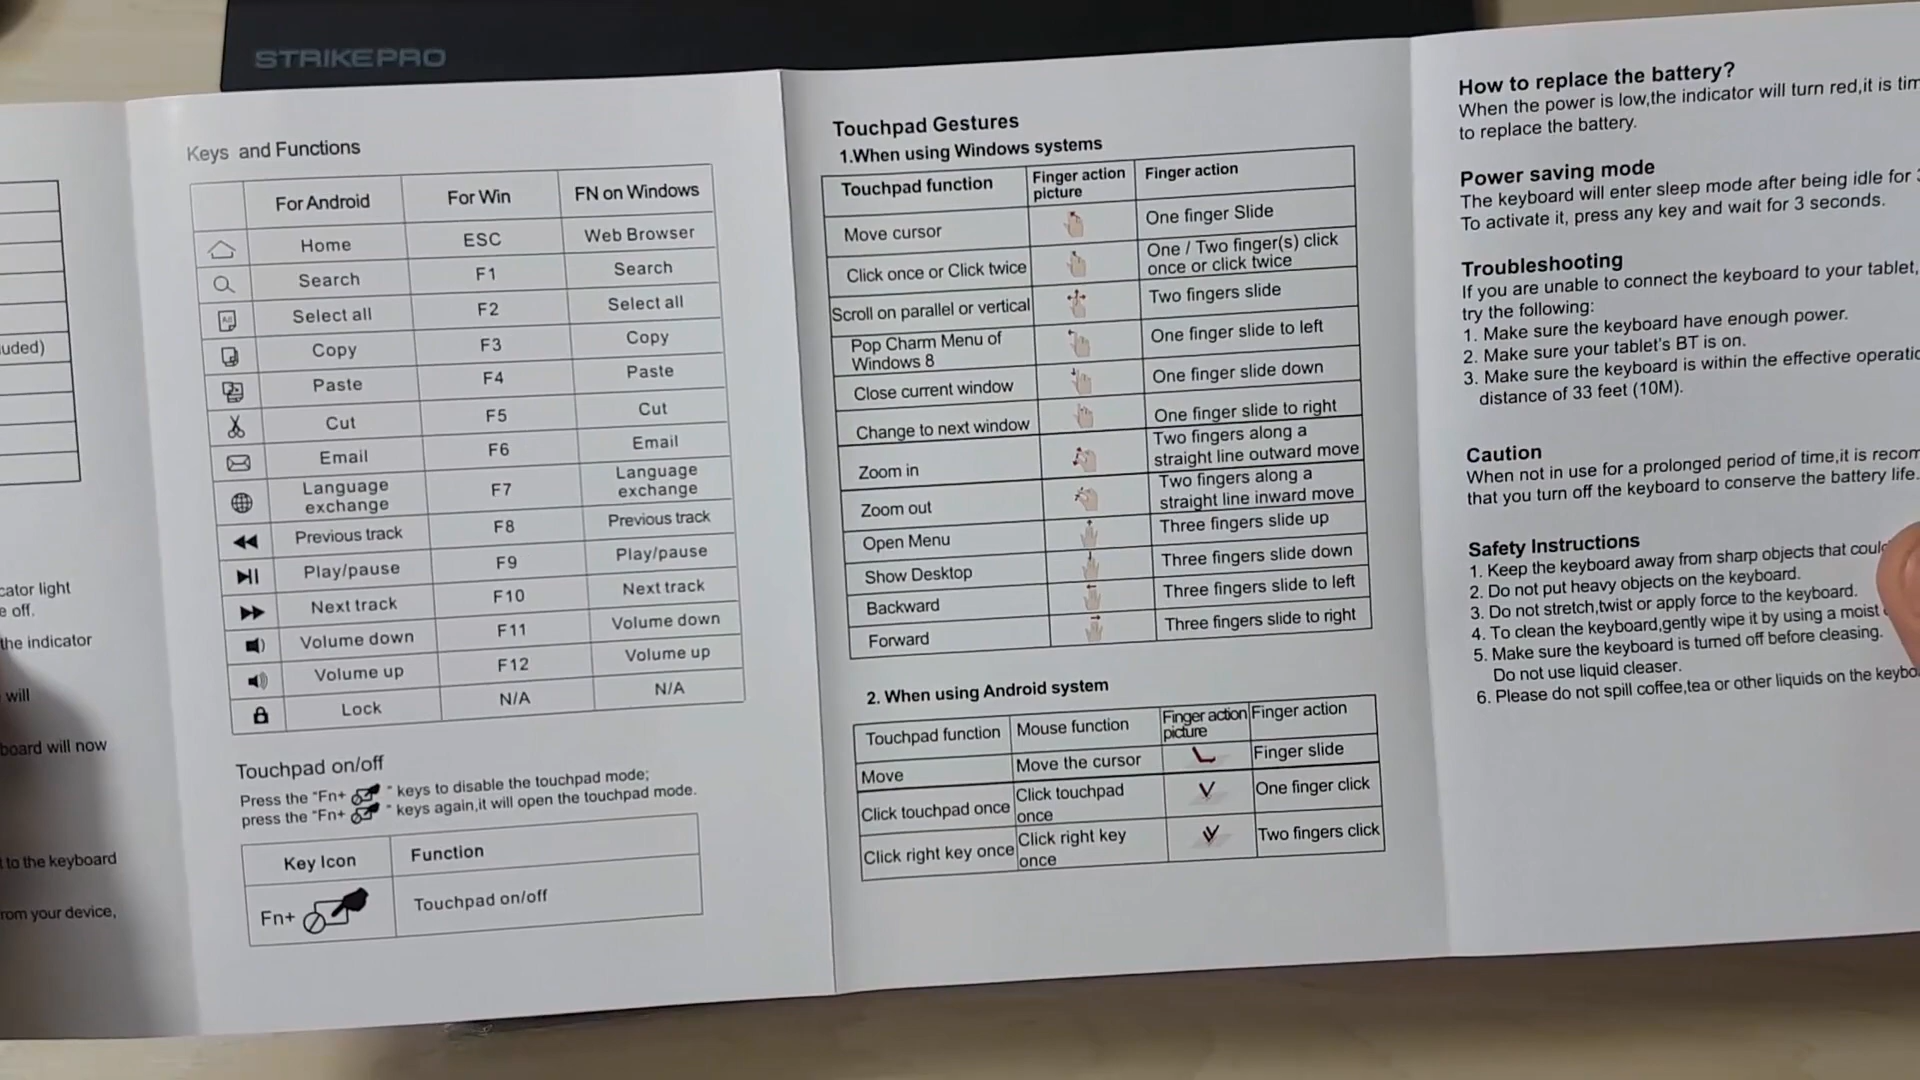 STRIKEPRO
uded)
cator light
e off.
the indicator
will
board will now
to the keyboard
rom your device,
Keys and Functions
For Android For Win FN on Windows
Home ESC Web Browser
Search F1 Search
Select all F2 Select all
Copy F3 Copy
Paste F4 Paste
Cut F5 Cut
Email F6 Email
Language exchange F7 Language exchange
Previous track F8 Previous track
Play/pause F9 Play/pause
Next track F10 Next track
Volume down F11 Volume down
Volume up F12 Volume up
Lock N/A N/A
Touchpad on/off
Press the "Fn+ " keys to disable the touchpad mode;
press the "Fn+ " keys again,it will open the touchpad mode.
Key Icon Function
Fn+ Touchpad on/off
Touchpad Gestures
1.When using Windows systems
Touchpad function Finger action picture Finger action
Move cursor One finger Slide
Click once or Click twice One / Two finger(s) click once or click twice
Scroll on parallel or vertical Two fingers slide
Pop Charm Menu of Windows 8 One finger slide to left
Close current window One finger slide down
Change to next window One finger slide to right
Zoom in Two fingers along a straight line outward move
Zoom out Two fingers along a straight line inward move
Open Menu Three fingers slide up
Show Desktop Three fingers slide down
Backward Three fingers slide to left
Forward Three fingers slide to right
2. When using Android system
Touchpad function Mouse function Finger action picture Finger action
Move Move the cursor Finger slide
Click touchpad once Click touchpad once One finger click
Click right key once Click right key once Two fingers click
How to replace the battery?
When the power is low,the indicator will turn red,it is tim
to replace the battery.
Power saving mode
The keyboard will enter sleep mode after being idle for
To activate it, press any key and wait for 3 seconds.
Troubleshooting
If you are unable to connect the keyboard to your tablet,
try the following:
1. Make sure the keyboard have enough power.
2. Make sure your tablet's BT is on.
3. Make sure the keyboard is within the effective operatio
distance of 33 feet (10M).
Caution
When not in use for a prolonged period of time,it is recom
that you turn off the keyboard to conserve the battery life.
Safety Instructions
1. Keep the keyboard away from sharp objects that could
2. Do not put heavy objects on the keyboard.
3. Do not stretch,twist or apply force to the keyboard.
4. To clean the keyboard,gently wipe it by using a moist
5. Make sure the keyboard is turned off before cleasing.
Do not use liquid cleaser.
6. Please do not spill coffee,tea or other liquids on the keybo